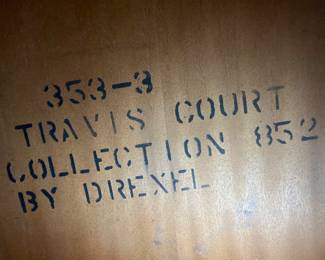 353-3
TRAVIS COURT
COLLECTION 852
BY DREXEL